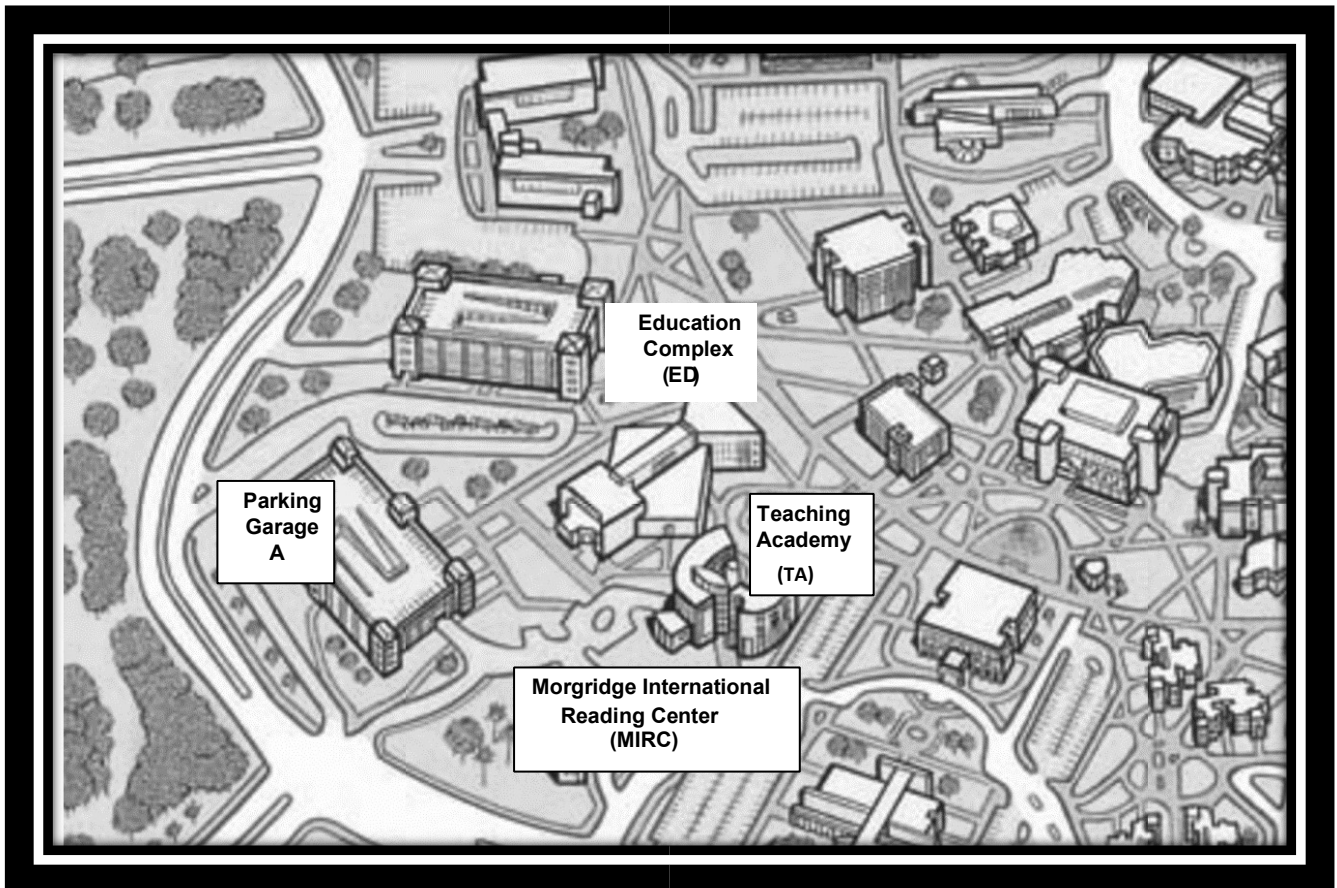 Education
Complex
(ED)
Parking
Garage
A
Teaching
Academy
(TA)
Morgridge International
Reading Center
(MIRC)